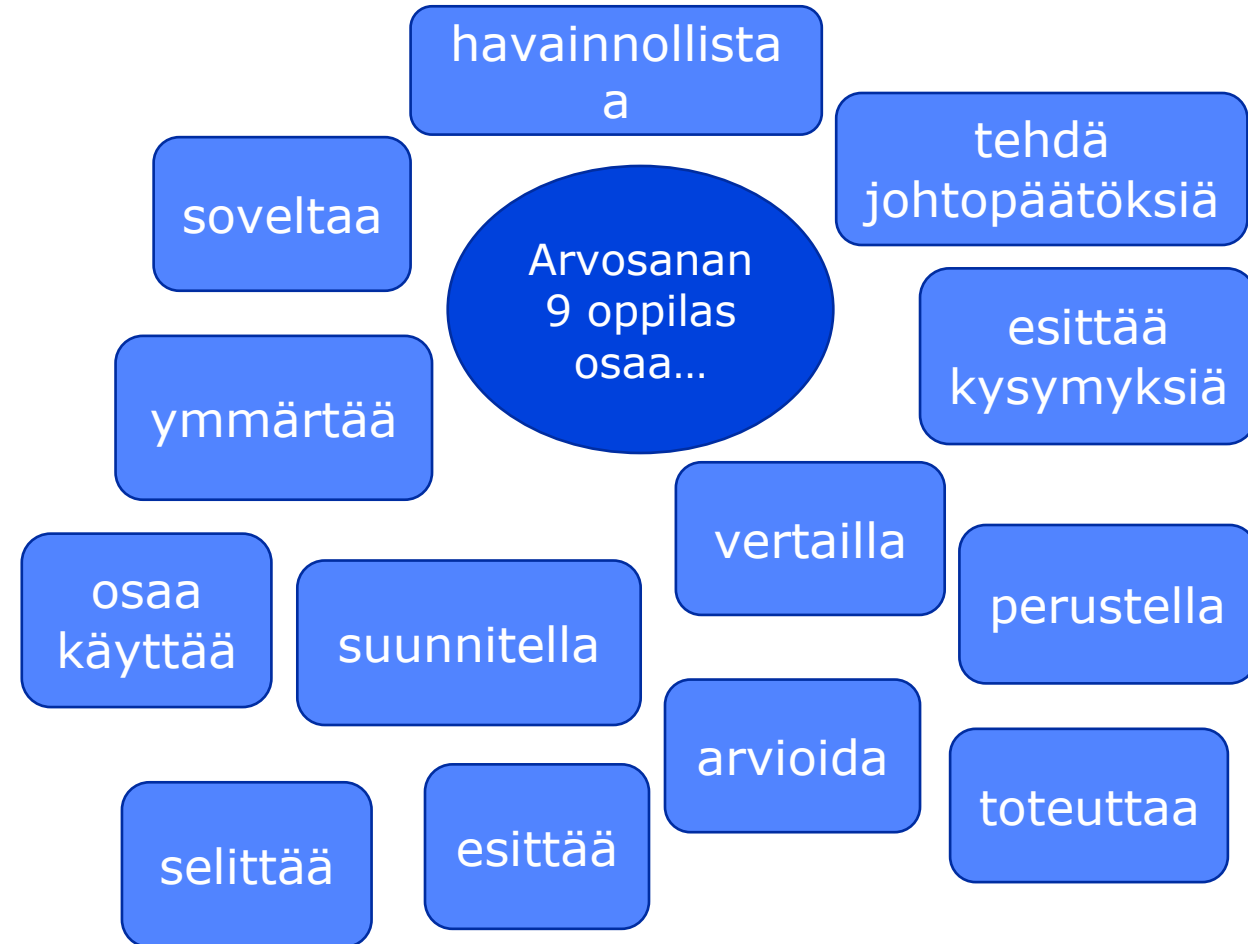 havainnollista
a
tehdä
johtopäätöksiä
soveltaa
Arvosanan
9 oppilas
osaa…
esittää
kysymyksiä
ymmärtää
vertailla
osaa
käyttää
perustella
suunnitella
arvioida
toteuttaa
esittää
selittää